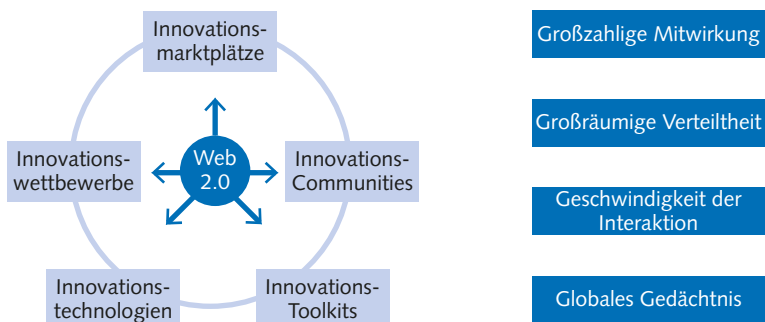 Innovations-
marktplätze
Innovations-
wettbewerbe
Web
2.0
Innovations-
Communities
Innovations-
technologien
Innovations-
Toolkits
Großzahlige Mitwirkung
Großräumige Verteiltheit
Geschwindigkeit der
Interaktion
Globales Gedächtnis